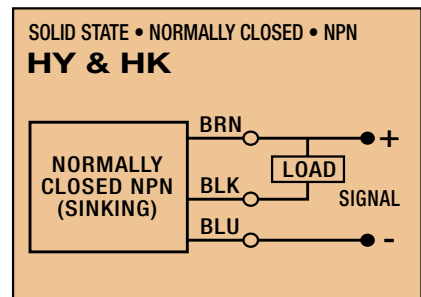 SOLID STATE • NORMALLY CLOSED • NPN
HY & HK
BRN
+
NORMALLY
CLOSED NPN
(SINKING)
LOAD
BLK
SIGNAL
BLU
-